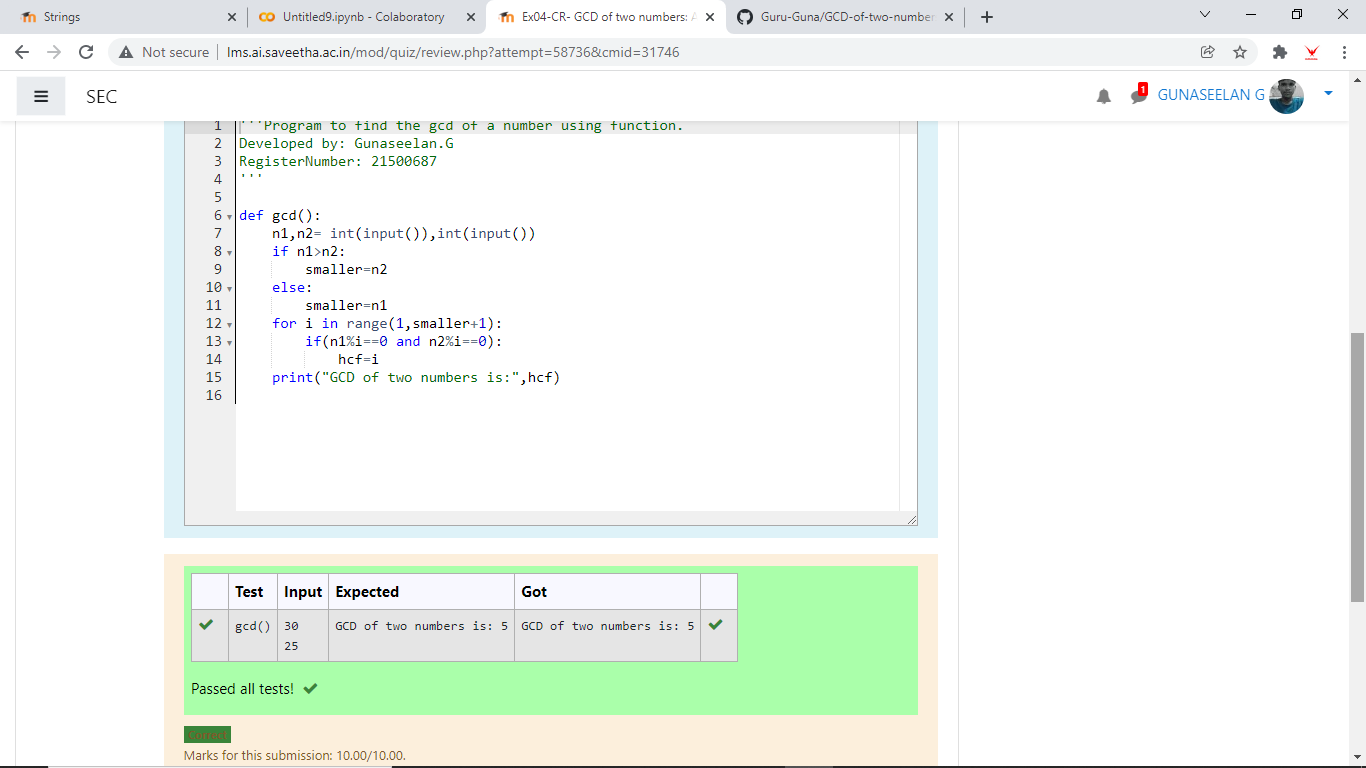 Strings
Untitled9.ipynb - Colaboratory
Ex04-CR- GCD of two numbers:
Guru-Guna/GCD-of-two-number
Not secure
lms.ai.saveetha.ac.in/mod/quiz/review.php?attempt=58736&cmid=31746
SEC
1
GUNASEELAN G
1 '''Program to find the gcd of a number using function.
2 Developed by: Gunaseelan.G
3 RegisterNumber: 21500687
4 '''
5
6 def gcd():
7     n1,n2= int(input()),int(input())
8     if n1>n2:
9         smaller=n2
10     else:
11         smaller=n1
12     for i in range(1,smaller+1):
13         if(n1%i==0 and n2%i==0):
14             hcf=i
15     print("GCD of two numbers is:",hcf)
16
Test Input Expected Got
gcd() 30 GCD of two numbers is: 5 GCD of two numbers is: 5
25
Passed all tests!
Correct
Marks for this submission: 10.00/10.00.